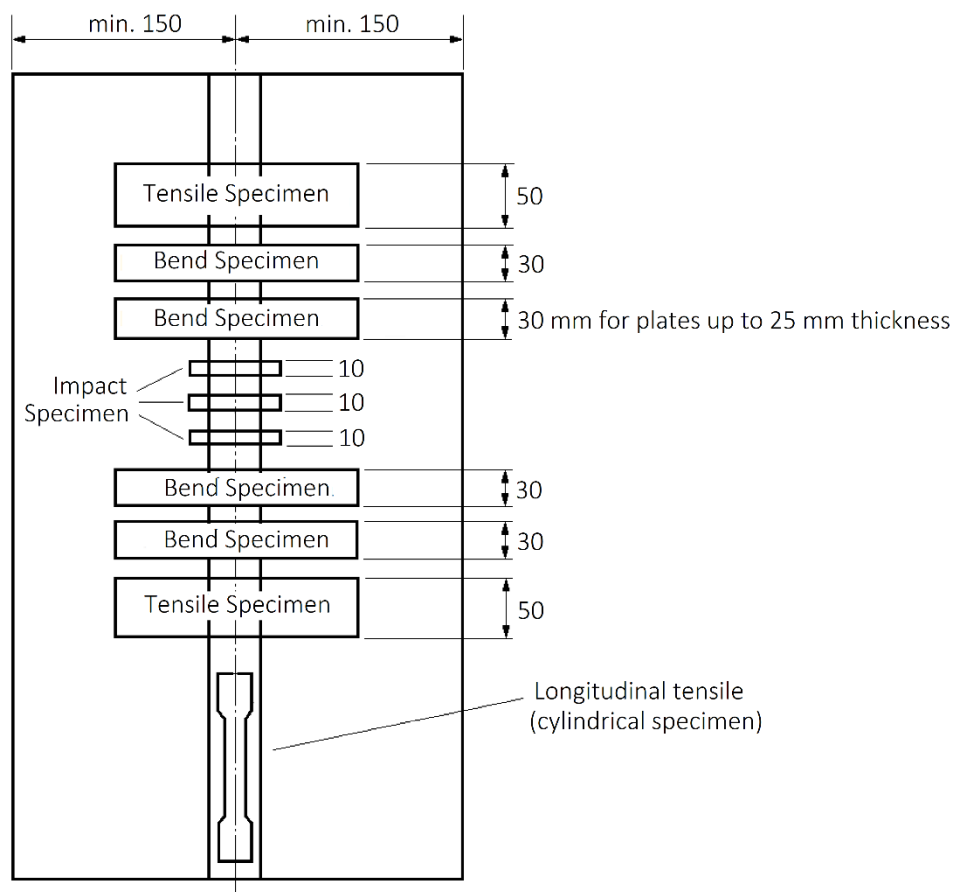 min. 150
min. 150
Tensile Specimen
50
Bend Specimen
30
Bend Specimen
30 mm for plates up to 25 mm thickness
10
Impact
Specimen
10
10
Bend Specimen.
30
Bend Specimen
30
Tensile Specimen
50
Longitudinal tensile
(cylindrical specimen)